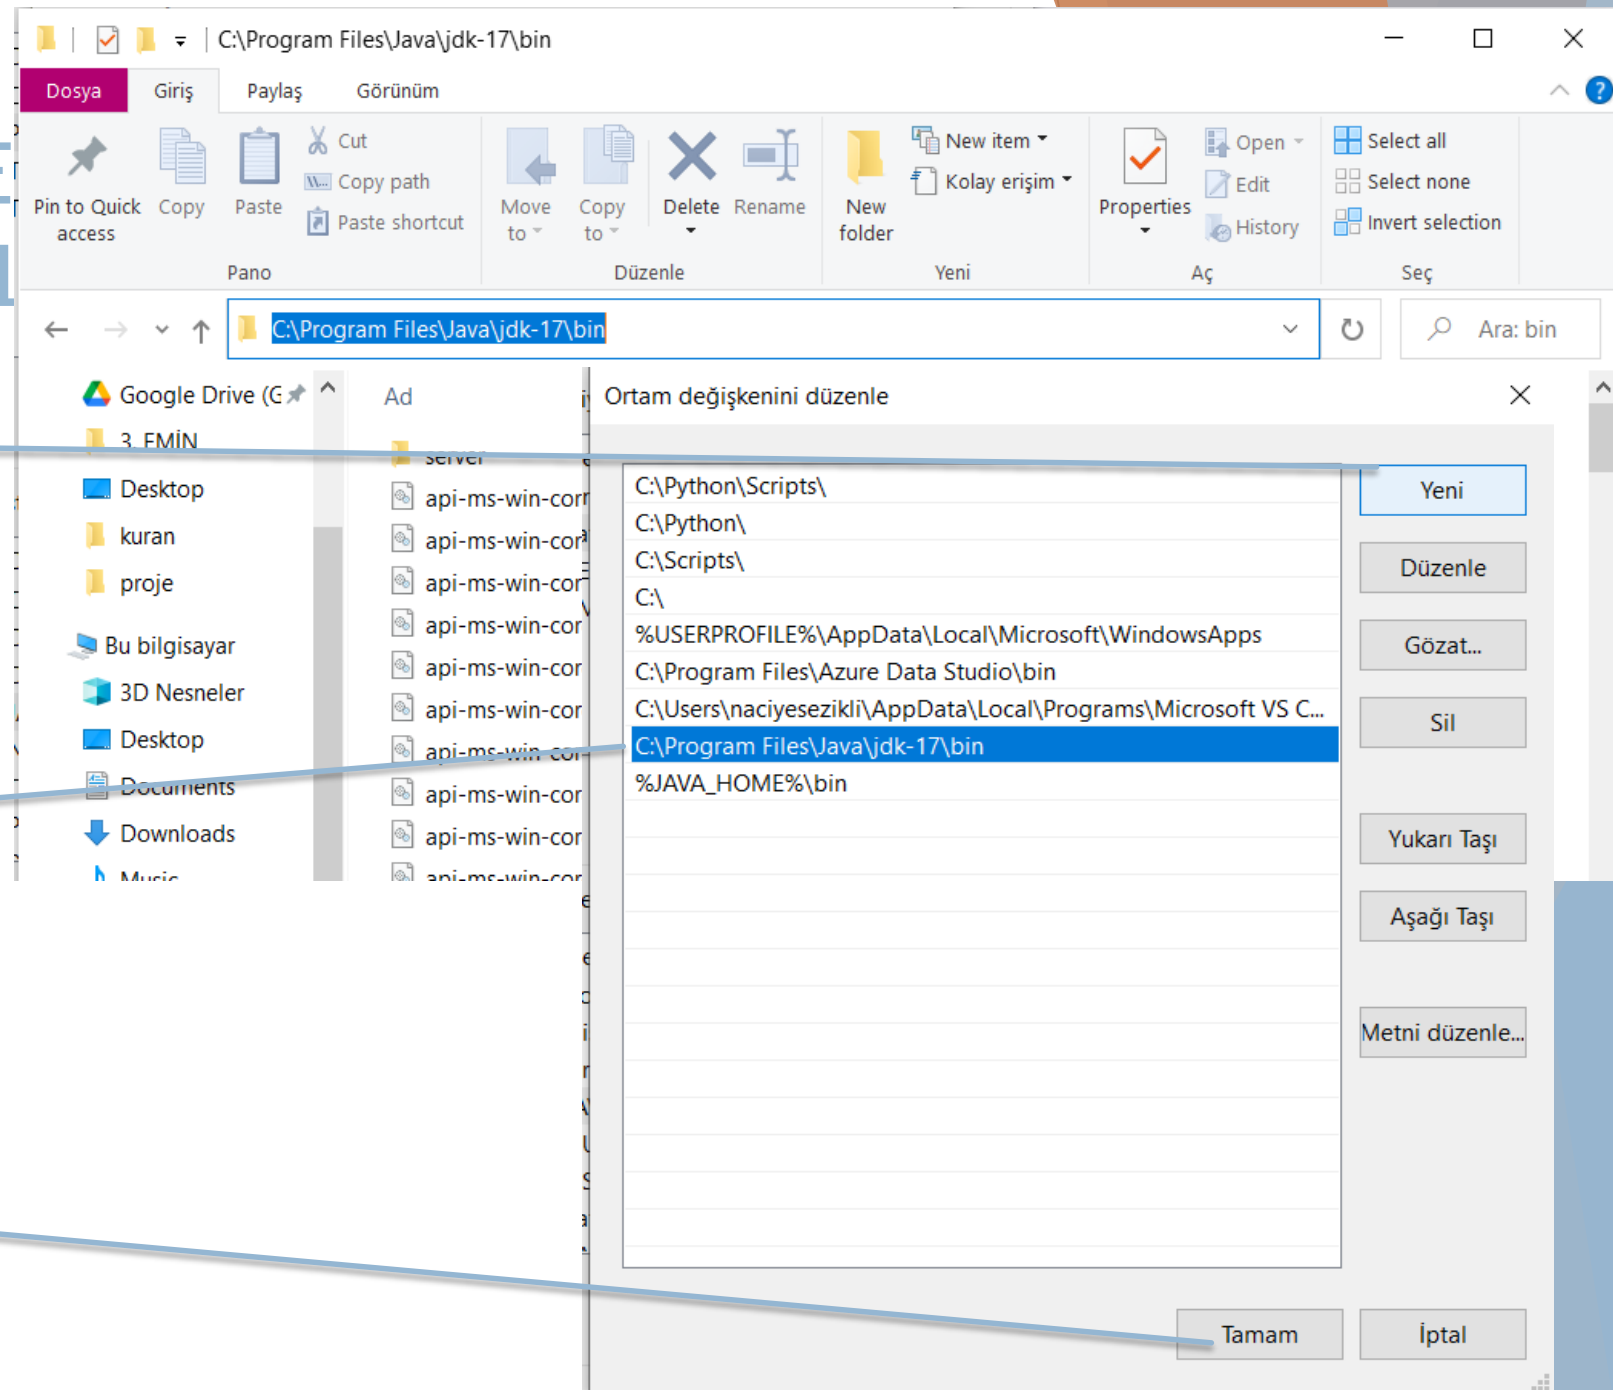 C:\Program Files\Java\jdk-17\bin
Dosya Giriş Paylaş Görünüm
Pin to Quick access
Copy
Paste
Cut
Copy path
Paste shortcut
Move to
Copy to
Delete
Rename
New folder
New item
Kolay erişim
Properties
Open
Edit
History
Select all
Select none
Invert selection
Pano Düzenle Yeni Aç Seç
C:\Program Files\Java\jdk-17\bin
Ara: bin
Google Drive (G
3. EMİN
Desktop
kuran
proje
Bu bilgisayar
3D Nesneler
Desktop
Documents
Downloads
Music
Ad
server
api-ms-win-cor
api-ms-win-cor
api-ms-win-cor
api-ms-win-cor
api-ms-win-cor
api-ms-win-cor
api-ms-win-cor
api-ms-win-cor
api-ms-win-cor
api-ms-win-cor
Ortam değişkenini düzenle
C:\Python\Scripts\
C:\Python\
C:\Scripts\
C:\
%USERPROFILE%\AppData\Local\Microsoft\WindowsApps
C:\Program Files\Azure Data Studio\bin
C:\Users\naciyesezikli\AppData\Local\Programs\Microsoft VS C...
C:\Program Files\Java\jdk-17\bin
%JAVA_HOME%\bin
Yeni
Düzenle
Gözat...
Sil
Yukarı Taşı
Aşağı Taşı
Metni düzenle...
Tamam
İptal